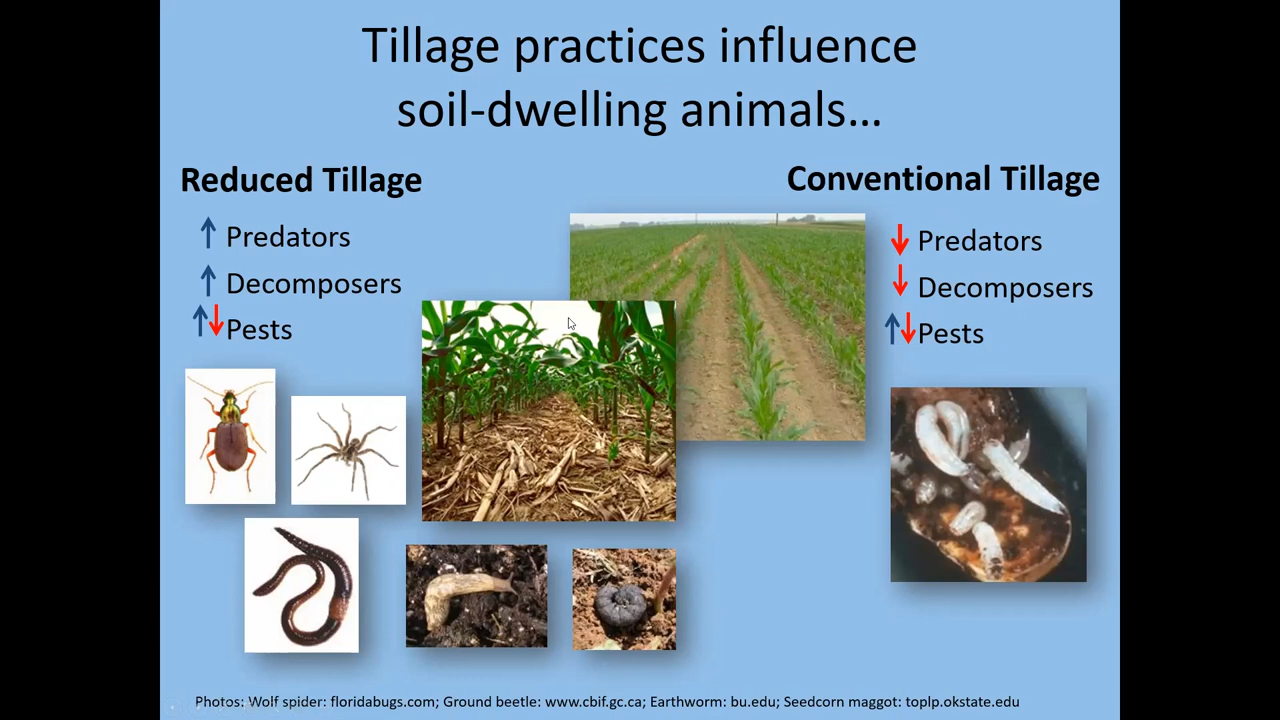 Tillage practices influence
soil-dwelling animals...
Reduced Tillage
↑ Predators
↑ Decomposers
↑↓ Pests
Conventional Tillage
↓ Predators
↓ Decomposers
↑↓ Pests
Photos: Wolf spider: floridabugs.com; Ground beetle: www.cbif.gc.ca; Earthworm: bu.edu; Seedcorn maggot: toplp.okstate.edu